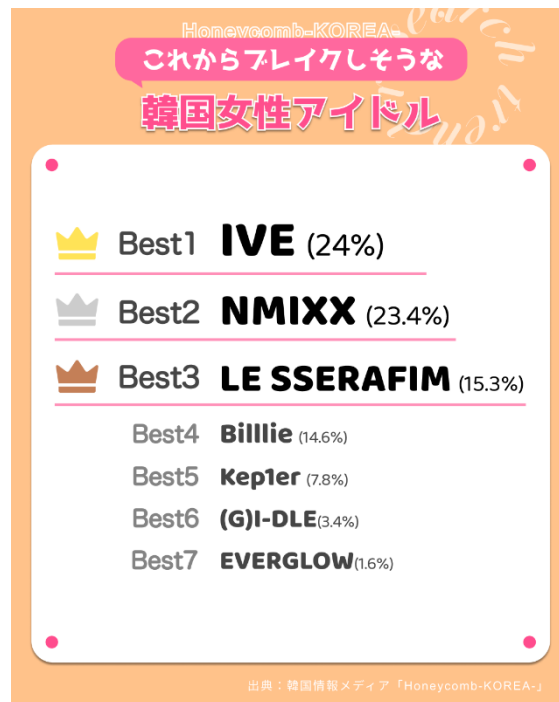 Honeycomb-KOREA-
これからブレイクしそうな
韓国女性アイドル
Best1 IVE (24%)
Best2 NMIXX (23.4%)
Best3 LE SSERAFIM (15.3%)
Best4 Billlie (14.6%)
Best5 Kep1er (7.8%)
Best6 (G)I-DLE(3.4%)
Best7 EVERGLOW(1.6%)
出典：韓国情報メディア「Honeycomb-KOREA-」